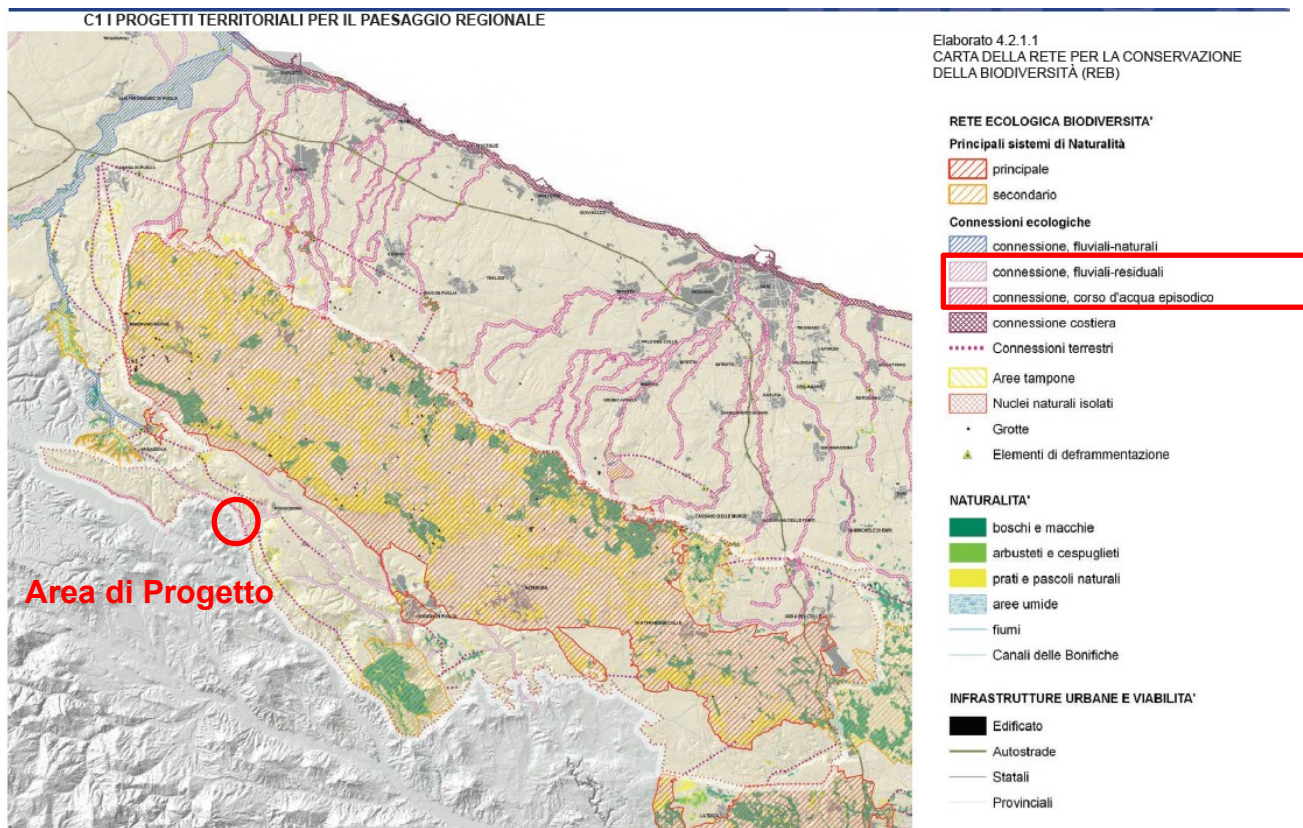 C1 I PROGETTI TERRITORIALI PER IL PAESAGGIO REGIONALE
Elaborato 4.2.1.1
CARTA DELLA RETE PER LA CONSERVAZIONE
DELLA BIODIVERSITÀ (REB)
RETE ECOLOGICA BIODIVERSITA'
Principali sistemi di Naturalità
principale
secondario
Connessioni ecologiche
connessione, fluviali-naturali
connessione, fluviali-residuali
connessione, corso d'acqua episodico
connessione costiera
Connessioni terrestri
Aree tampone
Nuclei naturali isolati
Grotte
Elementi di deframmentazione
NATURALITA'
boschi e macchie
arbusteti e cespuglieti
prati e pascoli naturali
aree umide
fiumi
Canali delle Bonifiche
INFRASTRUTTURE URBANE E VIABILITA'
Edificato
Autostrade
Statali
Provinciali
Area di Progetto